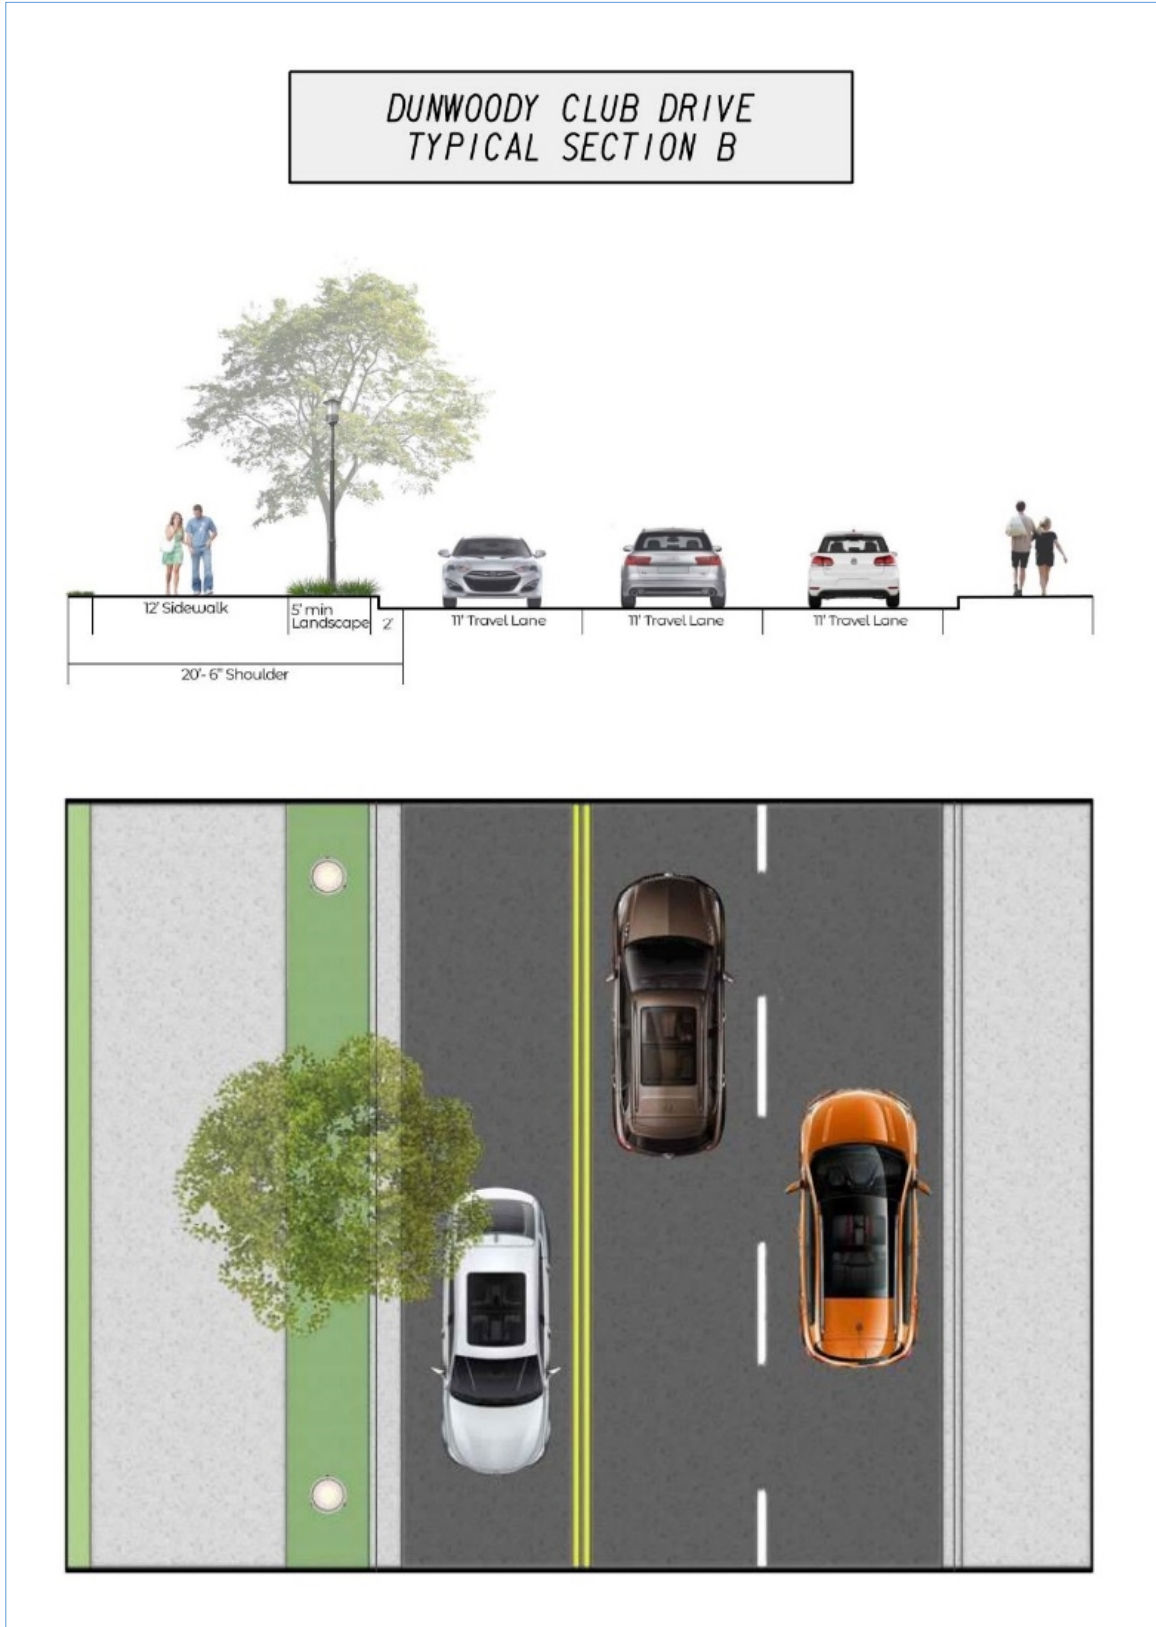 DUNWOODY CLUB DRIVE
TYPICAL SECTION B
12' Sidewalk
5' min
Landscape
2'
11' Travel Lane
11' Travel Lane
11' Travel Lane
20'- 6" Shoulder